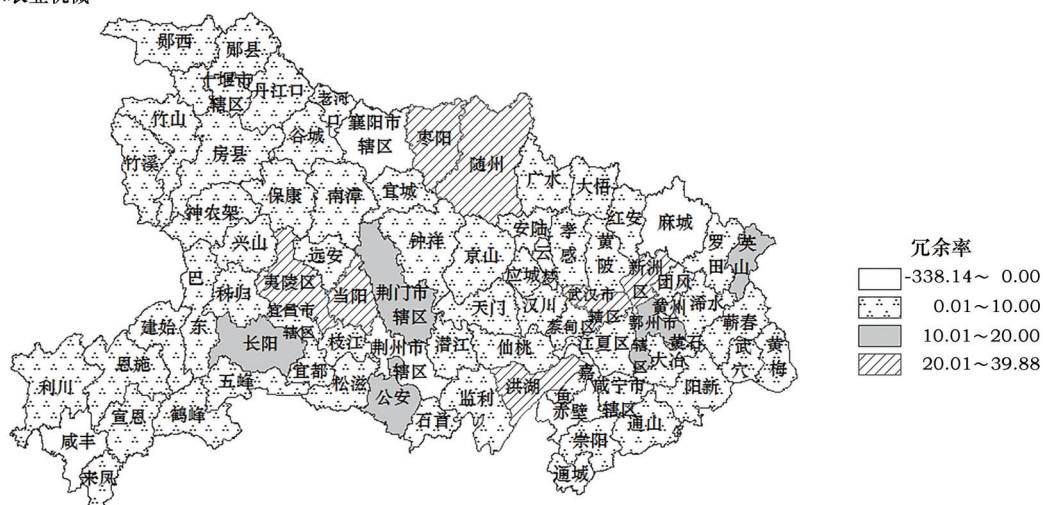 农业机械
郧西
郧县
十堰市
辖区
丹江口
老河
口
襄阳市
辖区
枣阳
随州
竹山
竹溪
房县
谷城
保康
南漳
宜城
广水
大悟
红安
麻城
神农架
兴山
远安
钟祥
京山
安陆
孝
感
黄
陂
云
应城
罗
田
英
山
巴
东
秭归
夷陵区
当阳
荆门市
辖区
新洲
区
团风
宜昌市
辖区
天门
汉川
武汉市
辖区
蔡甸区
黄州
浠水
鄂州市
辖
区
蕲春
建始
恩施
长阳
枝江
荆州市
辖区
潜江
仙桃
江夏区
黄石
大冶
武
穴
黄
梅
利川
五峰
宜都
松滋
公安
石首
监利
洪湖
嘉
鱼
咸宁市
辖区
赤壁
阳新
宣恩
鹤峰
咸丰
来凤
崇阳
通山
通城
冗余率
-338.14～ 0.00
0.01～10.00
10.01～20.00
20.01～39.88